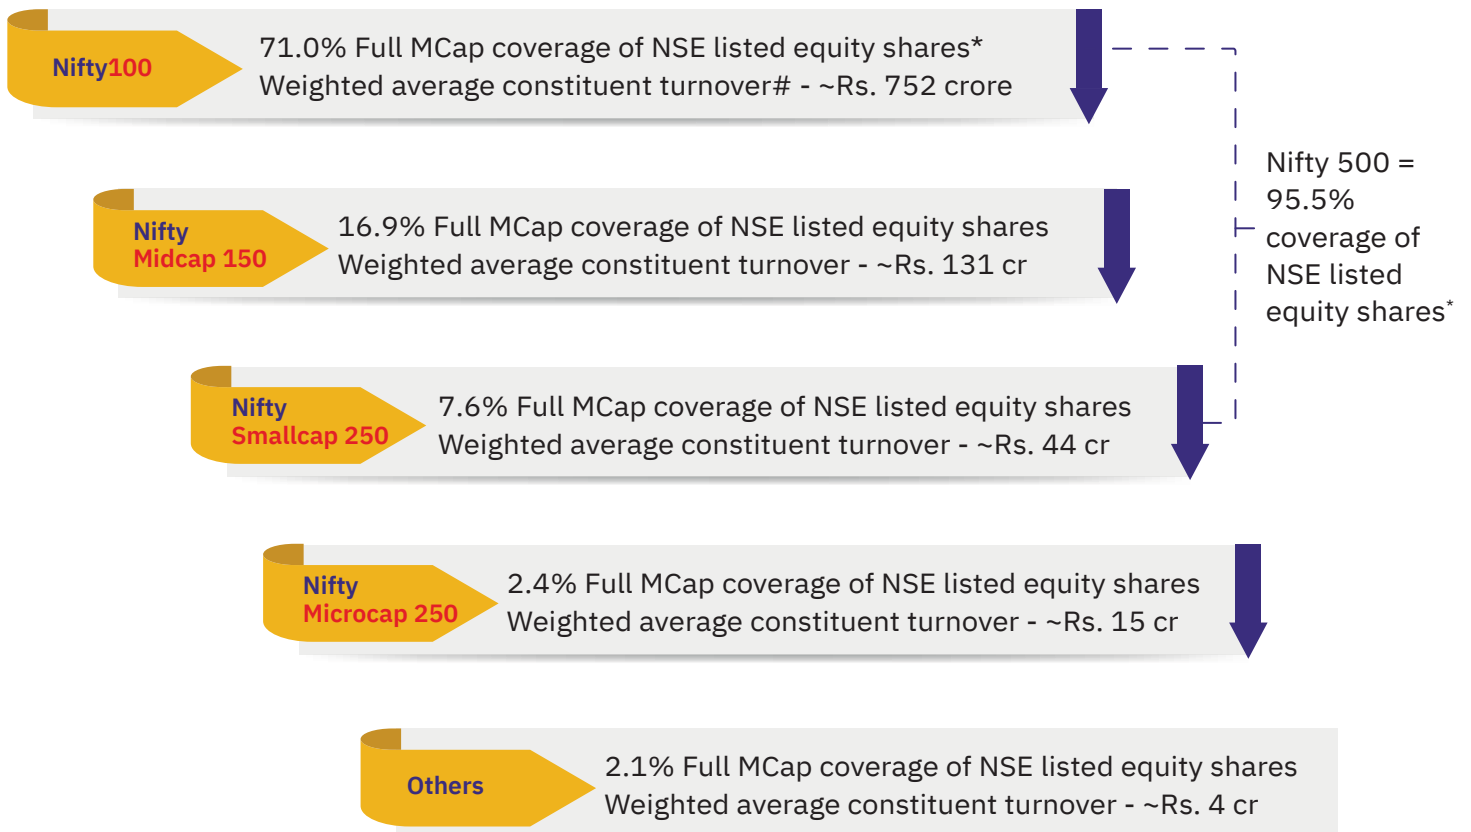 Nifty100
71.0% Full MCap coverage of NSE listed equity shares*
Weighted average constituent turnover# - ~Rs. 752 crore
Nifty
Midcap 150
16.9% Full MCap coverage of NSE listed equity shares
Weighted average constituent turnover - ~Rs. 131 cr
Nifty 500 =
95.5%
coverage of
NSE listed
equity shares*
Nifty
Smallcap 250
7.6% Full MCap coverage of NSE listed equity shares
Weighted average constituent turnover - ~Rs. 44 cr
Nifty
Microcap 250
2.4% Full MCap coverage of NSE listed equity shares
Weighted average constituent turnover - ~Rs. 15 cr
Others
2.1% Full MCap coverage of NSE listed equity shares
Weighted average constituent turnover - ~Rs. 4 cr